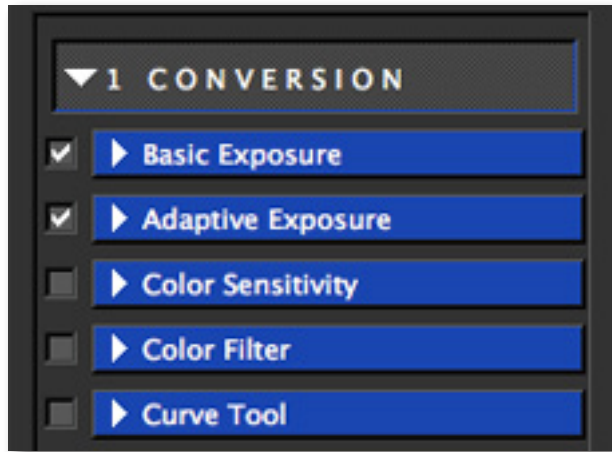 1 CONVERSION
Basic Exposure
Adaptive Exposure
Color Sensitivity
Color Filter
Curve Tool